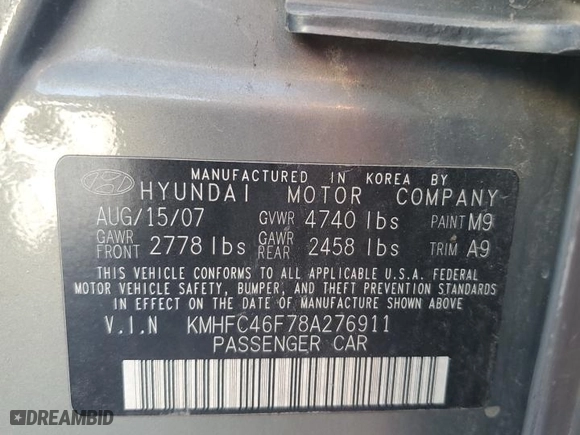 MANUFACTURED IN KOREA BY
HYUNDAI MOTOR COMPANY
AUG/15/07 GVWR 4740 lbs PAINT M9
GAWR FRONT 2778 lbs GAWR REAR 2458 lbs TRIM A9
THIS VEHICLE CONFORMS TO ALL APPLICABLE U.S.A. FEDERAL
MOTOR VEHICLE SAFETY, BUMPER, AND THEFT PREVENTION STANDARDS
IN EFFECT ON THE DATE OF MANUFACTURE SHOWN ABOVE.
V.I.N KMHFC46F78A276911
PASSENGER CAR
DREAMBID